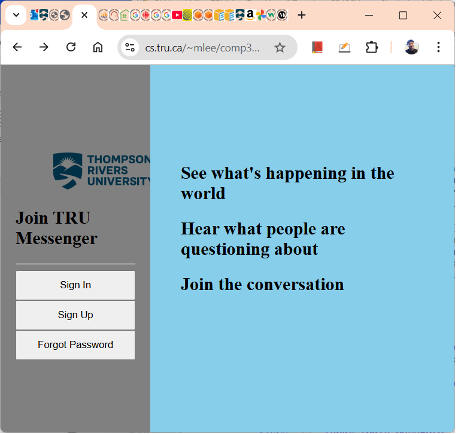 cs.tru.ca/~mlee/comp3...
THOMPSON
RIVERS
UNIVERSITY
Join TRU
Messenger
Sign In
Sign Up
Forgot Password
See what's happening in the
world
Hear what people are
questioning about
Join the conversation